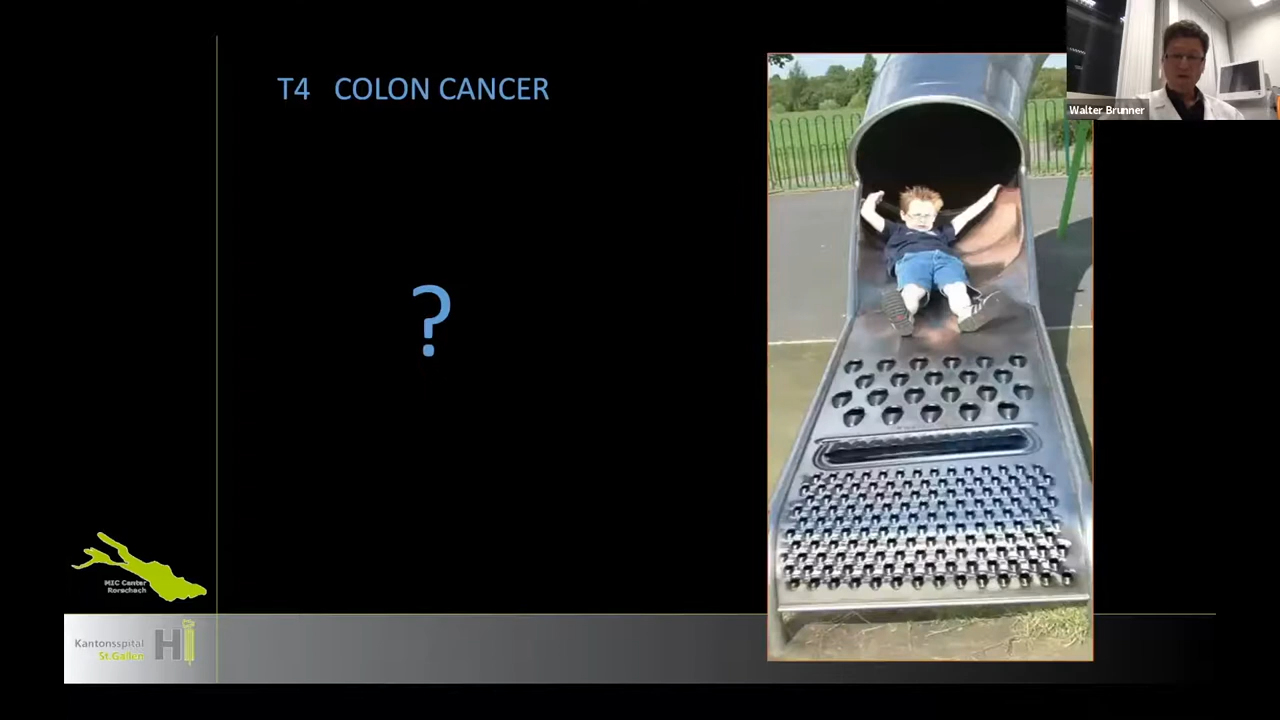 T4 COLON CANCER
Walter Brunner
?
MIC Center
Rorschach
Kantonsspital
St.Gallen